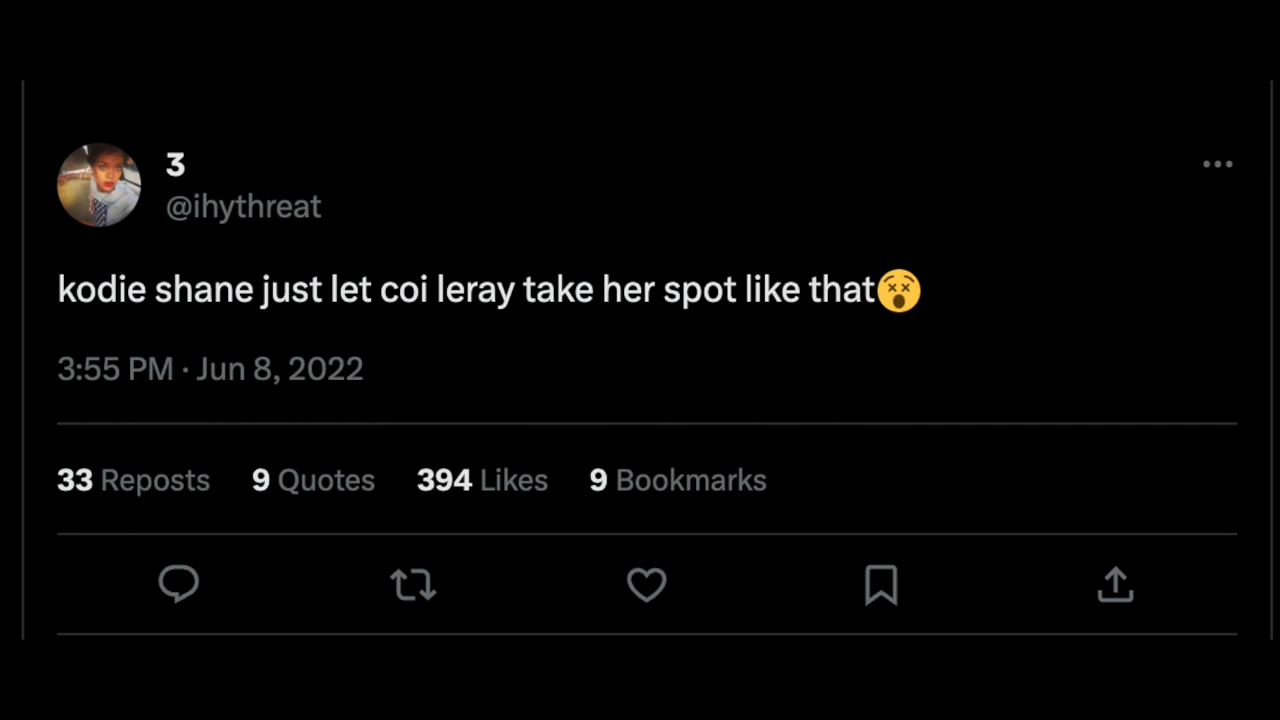 3
@ihythreat
kodie shane just let coi leray take her spot like that😵
3:55 PM · Jun 8, 2022
33 Reposts 9 Quotes 394 Likes 9 Bookmarks